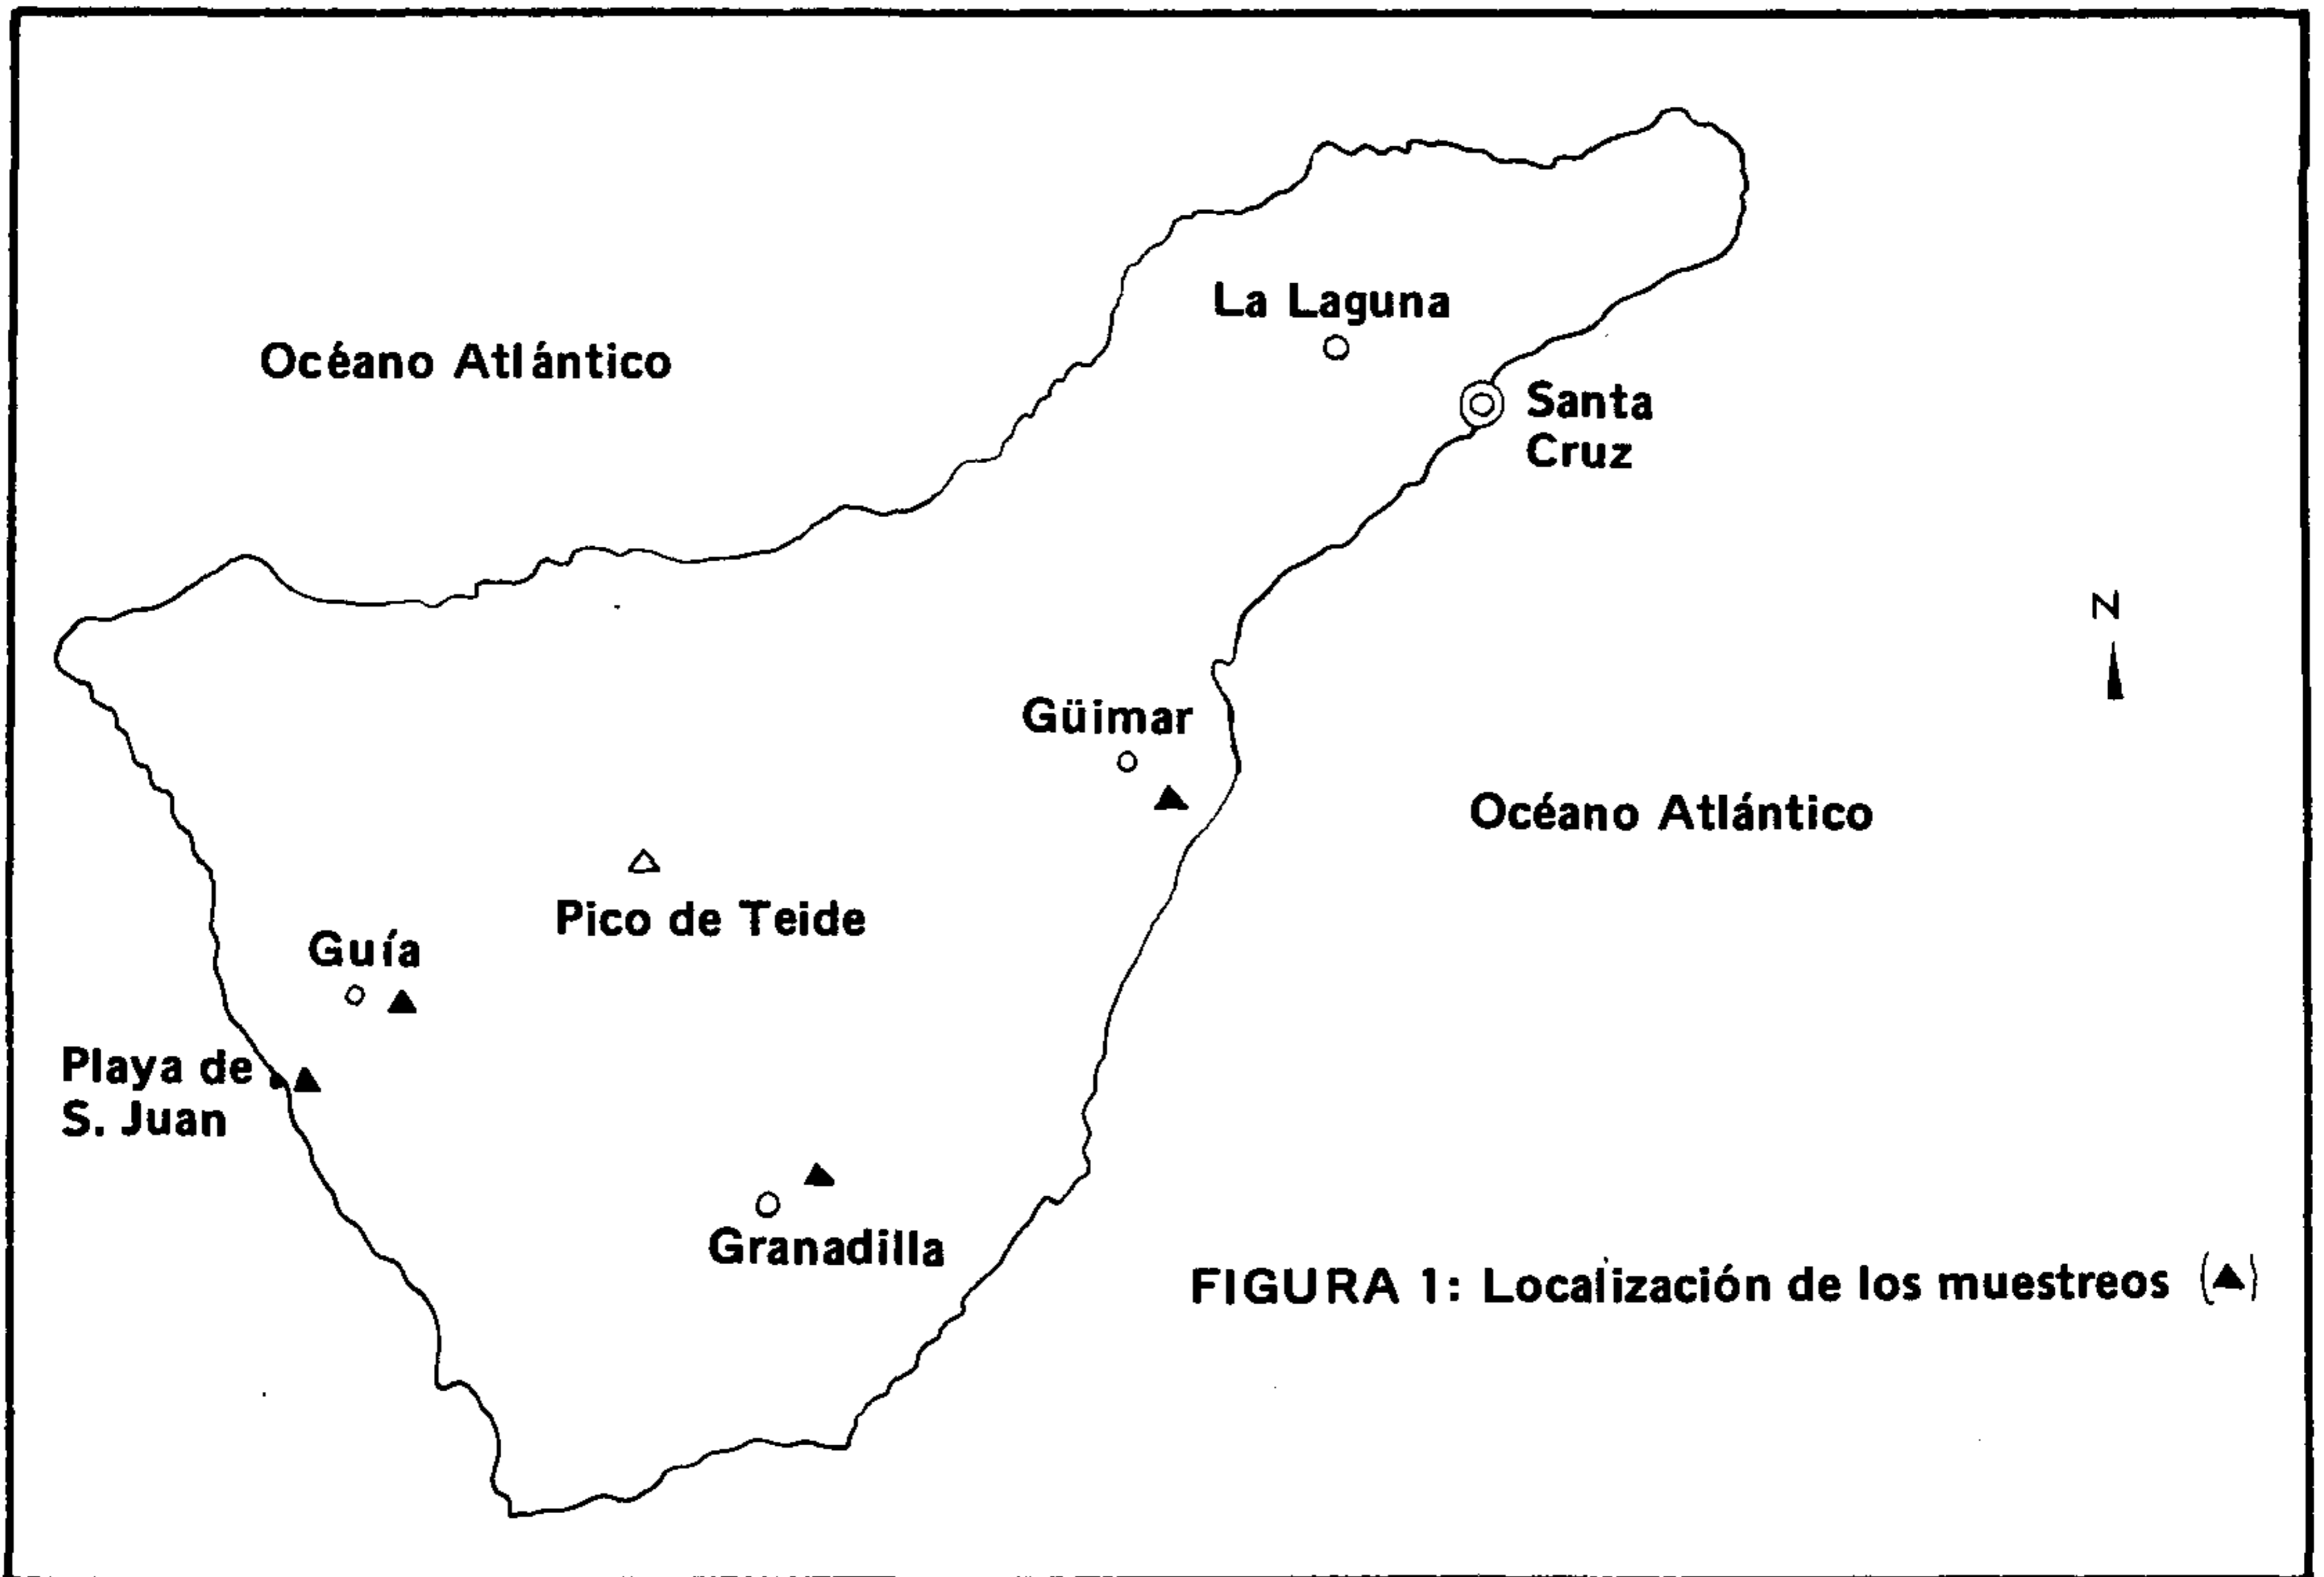 La Laguna
Océano Atlántico
Santa
Cruz
N
Güimar
Océano Atlántico
Pico de Teide
Guía
Playa de
S. Juan
Granadilla
FIGURA 1: Localización de los muestreos (▲)